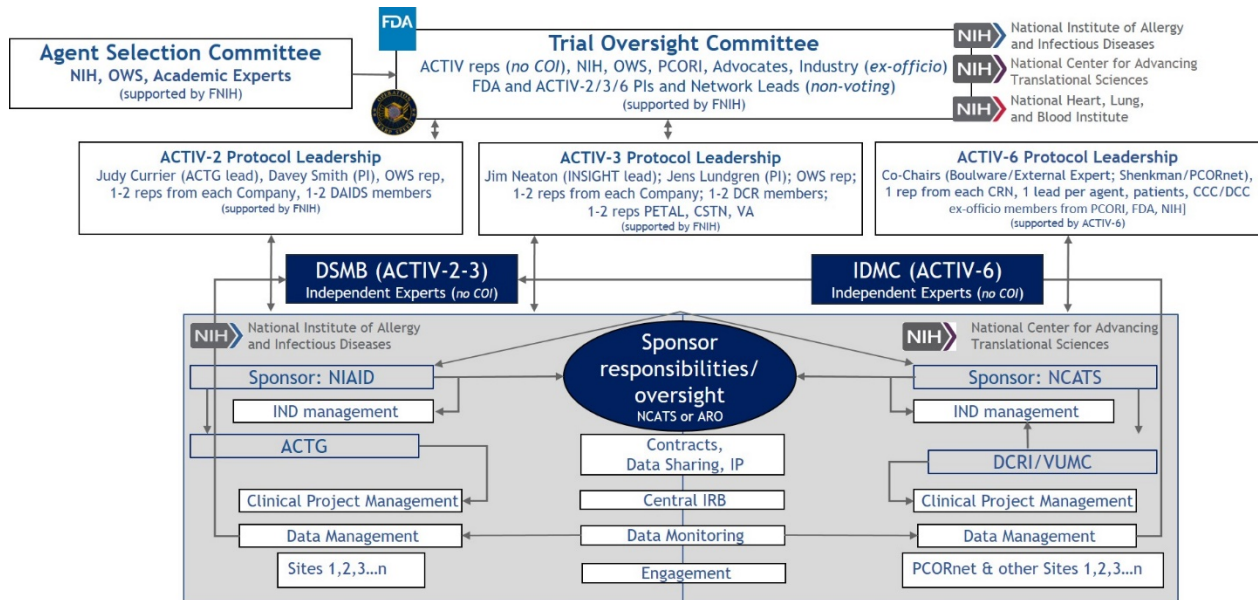 FDA
Agent Selection Committee
NIH, OWS, Academic Experts
(supported by FNIH)
Trial Oversight Committee
ACTIV reps (no COI), NIH, OWS, PCORI, Advocates, Industry (ex-officio)
FDA and ACTIV-2/3/6 PIs and Network Leads (non-voting)
(supported by FNIH)
NIH
National Institute of Allergy
and Infectious Diseases
NIH
National Center for Advancing
Translational Sciences
NIH
National Heart, Lung,
and Blood Institute
ACTIV-2 Protocol Leadership
Judy Currier (ACTG lead), Davey Smith (PI), OWS rep,
1-2 reps from each Company, 1-2 DAIDS members
(supported by FNIH)
ACTIV-3 Protocol Leadership
Jim Neaton (INSIGHT lead); Jens Lundgren (PI); OWS rep;
1-2 reps from each Company; 1-2 DCR members;
1-2 reps PETAL, CSTN, VA
(supported by FNIH)
ACTIV-6 Protocol Leadership
Co-Chairs (Boulware/External Expert; Shenkman/PCORnet),
1 rep from each CRN, 1 lead per agent, patients, CCC/DCC
ex-officio members from PCORI, FDA, NIH]
(supported by ACTIV-6)
DSMB (ACTIV-2-3)
Independent Experts (no COI)
IDMC (ACTIV-6)
Independent Experts (no COI)
NIH
National Institute of Allergy
and Infectious Diseases
Sponsor: NIAID
IND management
ACTG
Clinical Project Management
Data Management
Sites 1,2,3...n
Sponsor
responsibilities/
oversight
NCATS or ARO
Contracts,
Data Sharing, IP
Central IRB
Data Monitoring
Engagement
NIH
National Center for Advancing
Translational Sciences
Sponsor: NCATS
IND management
DCRI/VUMC
Clinical Project Management
Data Management
PCORnet & other Sites 1,2,3...n